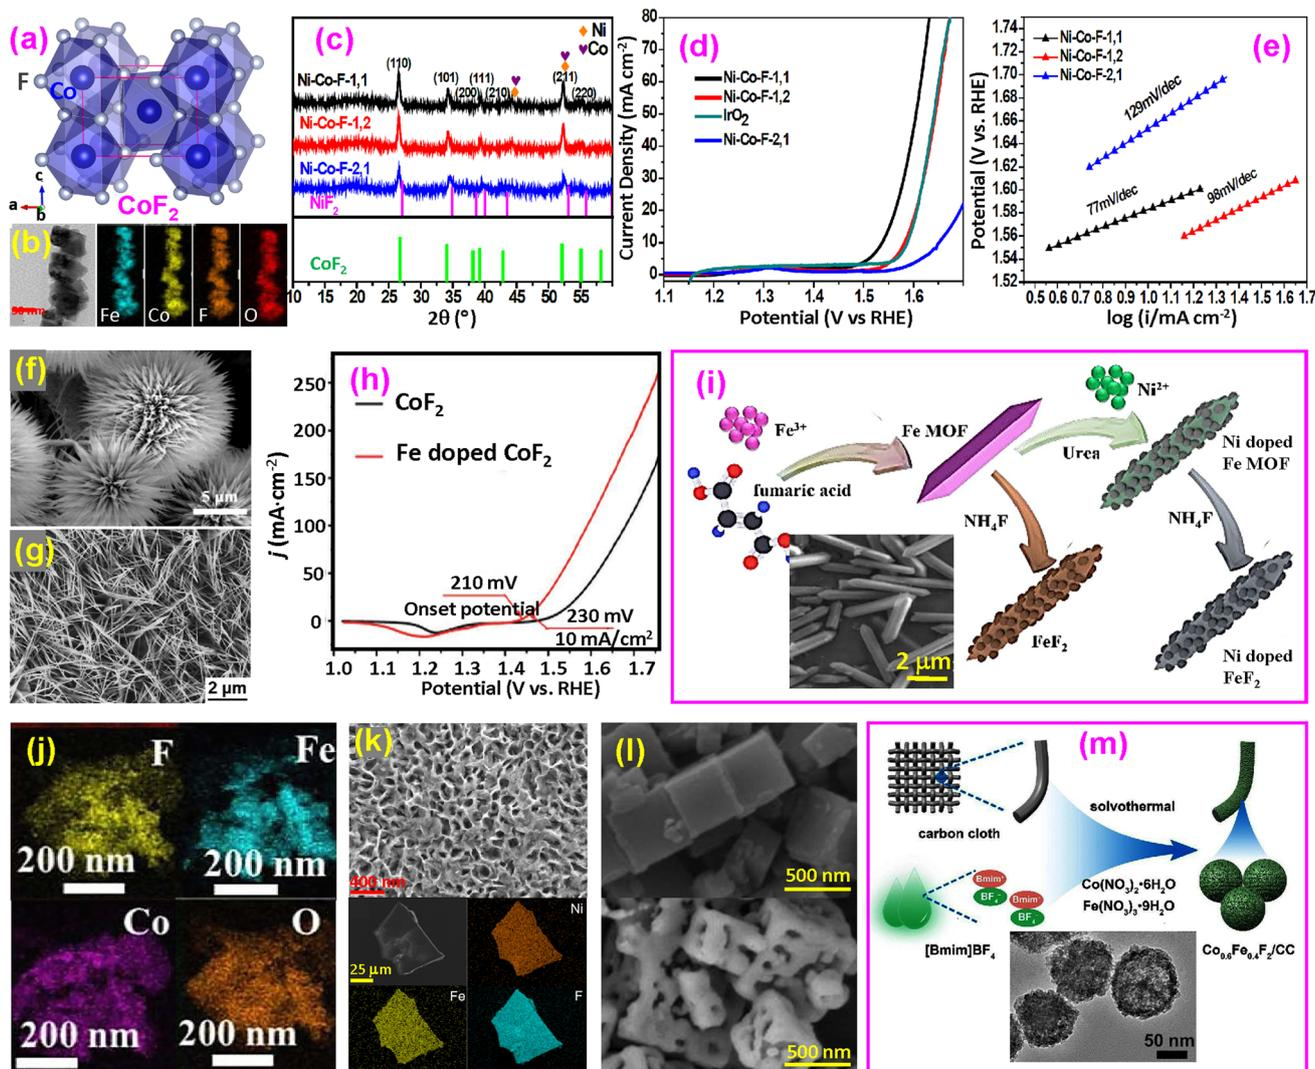 (a)
F
Co
c
a
b
CoF2
(b)
50 nm
Fe
Co
F
O
(c)
Ni
Co
(110)
(101)
(111)
(200)
(210)
(211)
(220)
Ni-Co-F-1,1
Ni-Co-F-1,2
Ni-Co-F-2,1
NiF2
CoF2
10 15 20 25 30 35 40 45 50 55
2θ (°)
(d)
Current Density (mA cm-2)
80
70
60
50
40
30
20
10
0
Ni-Co-F-1,1
Ni-Co-F-1,2
IrO2
Ni-Co-F-2,1
1.1 1.2 1.3 1.4 1.5 1.6
Potential (V vs RHE)
(e)
Potential (V vs. RHE)
1.74
1.72
1.70
1.68
1.66
1.64
1.62
1.60
1.58
1.56
1.54
1.52
Ni-Co-F-1,1
Ni-Co-F-1,2
Ni-Co-F-2,1
129mV/dec
77mV/dec
98mV/dec
0.5 0.6 0.7 0.8 0.9 1.0 1.1 1.2 1.3 1.4 1.5 1.6 1.7
log (i/mA cm-2)
(f)
5 μm
(g)
2 μm
(h)
j (mA·cm-2)
250
200
150
100
50
0
CoF2
Fe doped CoF2
210 mV
Onset potential
230 mV
10 mA/cm2
1.0 1.1 1.2 1.3 1.4 1.5 1.6 1.7
Potential (V vs. RHE)
(i)
Fe3+
fumaric acid
Fe MOF
Ni2+
Urea
Ni doped
Fe MOF
NH4F
NH4F
FeF2
Ni doped
FeF2
2 μm
(j)
F
200 nm
Fe
200 nm
Co
200 nm
O
200 nm
(k)
400 nm
25 μm
Ni
Fe
F
(l)
500 nm
500 nm
(m)
carbon cloth
solvothermal
Co(NO3)2•6H2O
Fe(NO3)3•9H2O
Bmim+
BF4-
Bmim+
BF4-
[Bmim]BF4
Co0.6Fe0.4F2/CC
50 nm